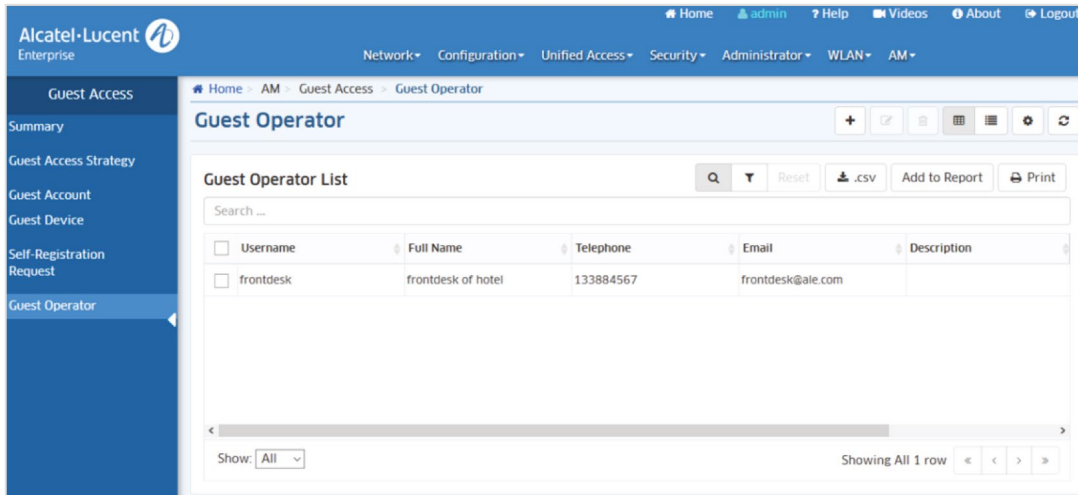 Home admin ? Help Videos About Logout
Alcatel·Lucent
Enterprise
Network Configuration Unified Access Security Administrator WLAN AM
Guest Access
Summary
Guest Access Strategy
Guest Account
Guest Device
Self-Registration
Request
Guest Operator
Home > AM > Guest Access > Guest Operator
Guest Operator
Guest Operator List
Reset .csv Add to Report Print
Search ...
Username Full Name Telephone Email Description
frontdesk frontdesk of hotel 133884567 frontdesk@ale.com
Show: All
Showing All 1 row